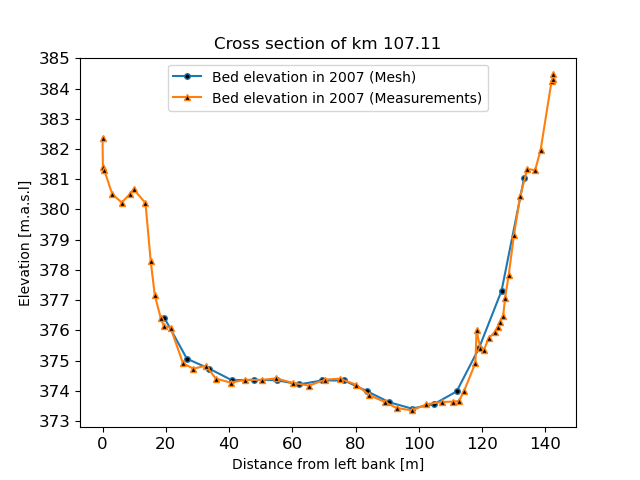 Cross section of km 107.11
Bed elevation in 2007 (Mesh)
Bed elevation in 2007 (Measurements)
Elevation [m.a.s.l]
385
384
383
382
381
380
379
378
377
376
375
374
373
0 20 40 60 80 100 120 140
Distance from left bank [m]